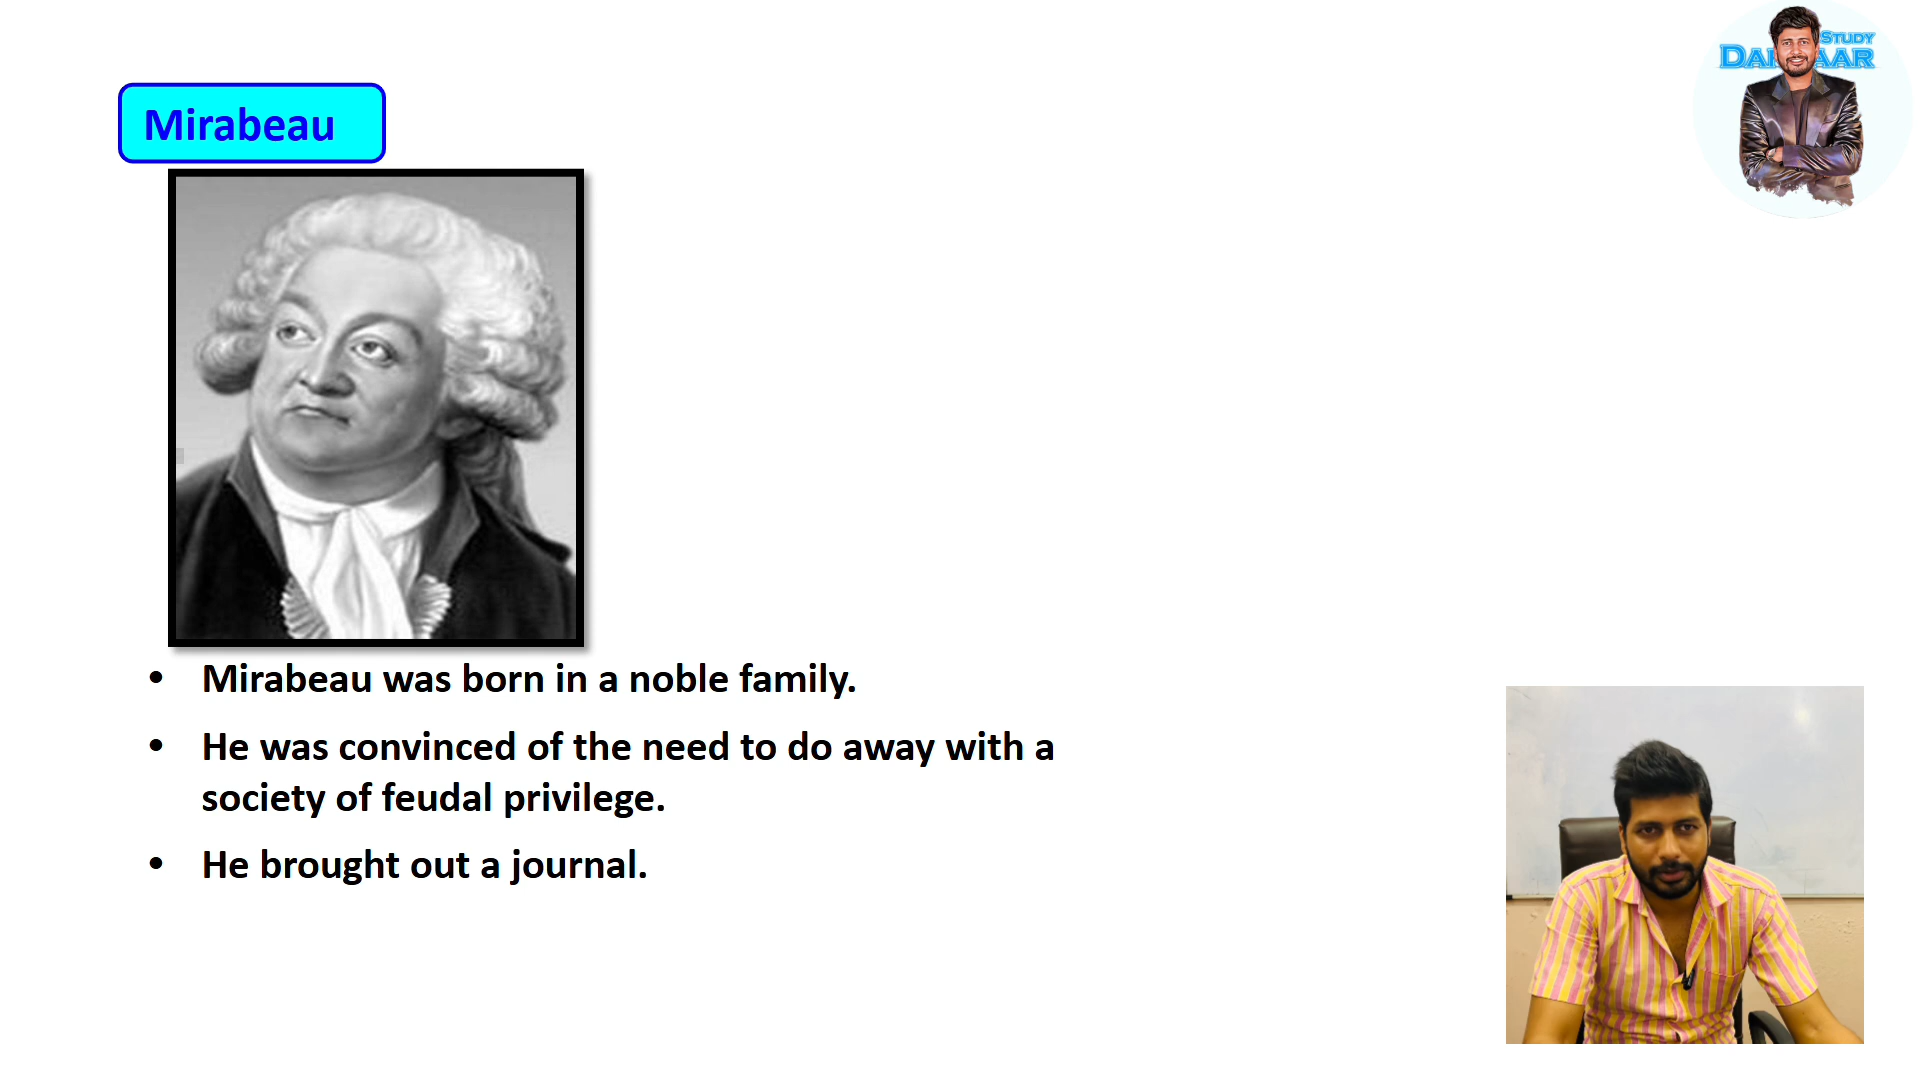 STUDY
Mirabeau
• Mirabeau was born in a noble family.
• He was convinced of the need to do away with a
society of feudal privilege.
• He brought out a journal.